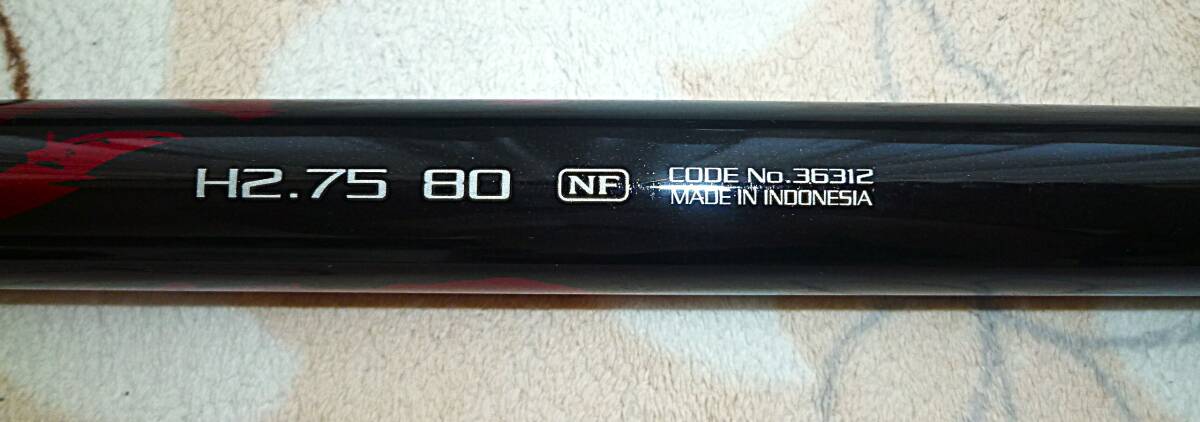 H2.75 80 NF CODE No.36312
MADE IN INDONESIA